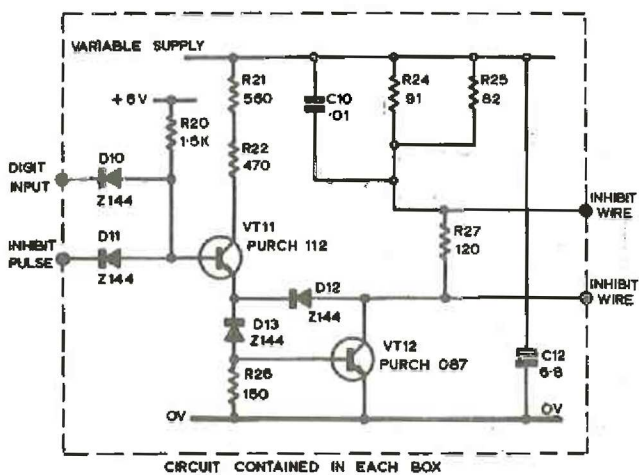 VARIABLE SUPPLY
R21
560
C10
.01
R24
91
R25
82
+6V
R20
1.5K
R22
470
DIGIT
INPUT
D10
Z144
INHIBIT
PULSE
D11
Z144
VT11
PURCH 112
R27
120
INHIBIT
WIRE
INHIBIT
WIRE
D12
Z144
D13
Z144
VT12
PURCH 087
R26
150
C12
6.8
0V
0V
CIRCUIT CONTAINED IN EACH BOX